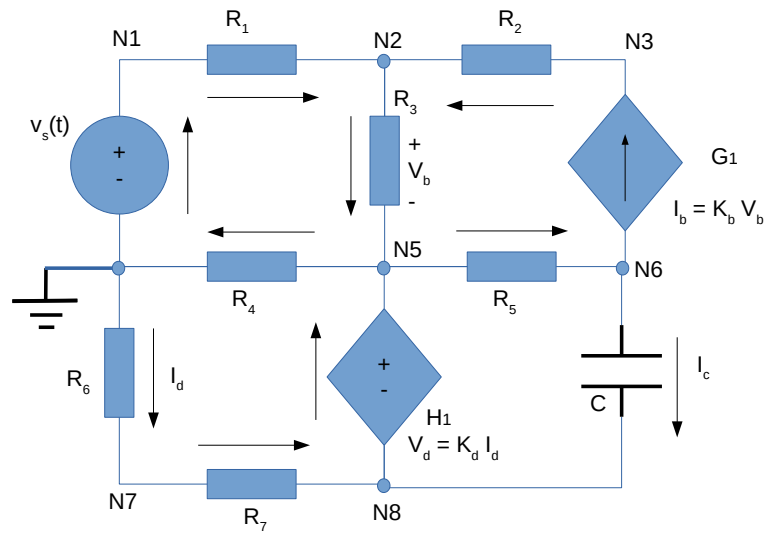 N1
R1
N2
R2
N3
R3
vs(t)
+
-
+
Vb
-
G1
Ib = Kb Vb
N5
N6
R4
R5
R6
Id
+
-
Ic
C
H1
Vd = Kd Id
N7
R7
N8